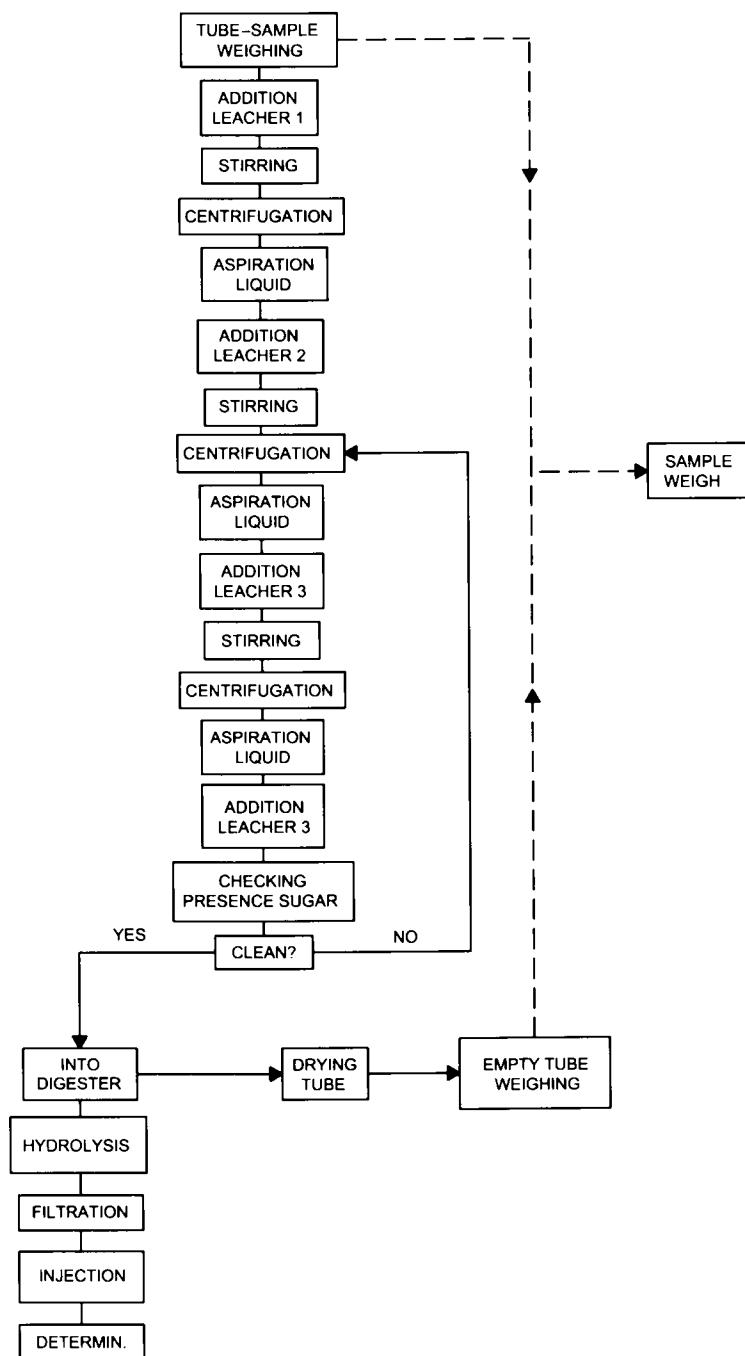 TUBE–SAMPLE
WEIGHING
ADDITION
LEACHER 1
STIRRING
CENTRIFUGATION
ASPIRATION
LIQUID
ADDITION
LEACHER 2
STIRRING
CENTRIFUGATION
SAMPLE
WEIGH
ASPIRATION
LIQUID
ADDITION
LEACHER 3
STIRRING
CENTRIFUGATION
ASPIRATION
LIQUID
ADDITION
LEACHER 3
CHECKING
PRESENCE SUGAR
YES
CLEAN?
NO
INTO
DIGESTER
DRYING
TUBE
EMPTY TUBE
WEIGHING
HYDROLYSIS
FILTRATION
INJECTION
DETERMIN.